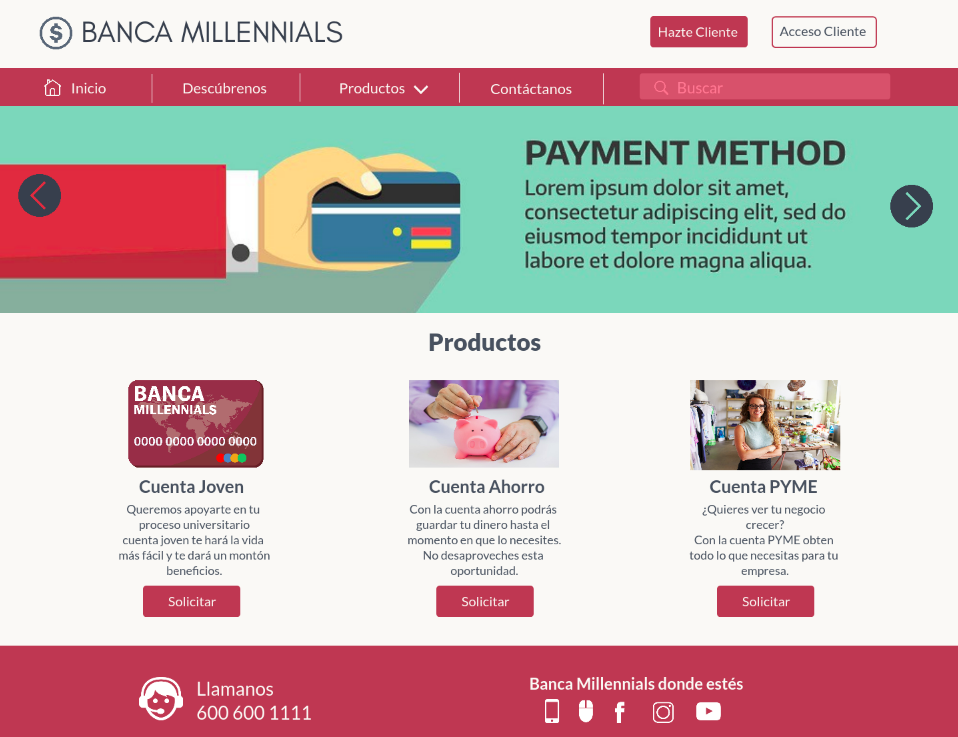 BANCA MILLENNIALS
Hazte Cliente
Acceso Cliente
Inicio
Descúbrenos
Productos
Contáctanos
Buscar
PAYMENT METHOD
Lorem ipsum dolor sit amet,
consectetur adipiscing elit, sed do
eiusmod tempor incididunt ut
labore et dolore magna aliqua.
Productos
BANCA
MILLENNIALS
0000 0000 0000 0000
Cuenta Joven
Queremos apoyarte en tu
proceso universitario
cuenta joven te hará la vida
más fácil y te dará un montón
beneficios.
Solicitar
Cuenta Ahorro
Con la cuenta ahorro podrás
guardar tu dinero hasta el
momento en que lo necesites.
No desaproveches esta
oportunidad.
Solicitar
Cuenta PYME
¿Quieres ver tu negocio
crecer?
Con la cuenta PYME obten
todo lo que necesitas para tu
empresa.
Solicitar
Llamanos
600 600 1111
Banca Millennials donde estés